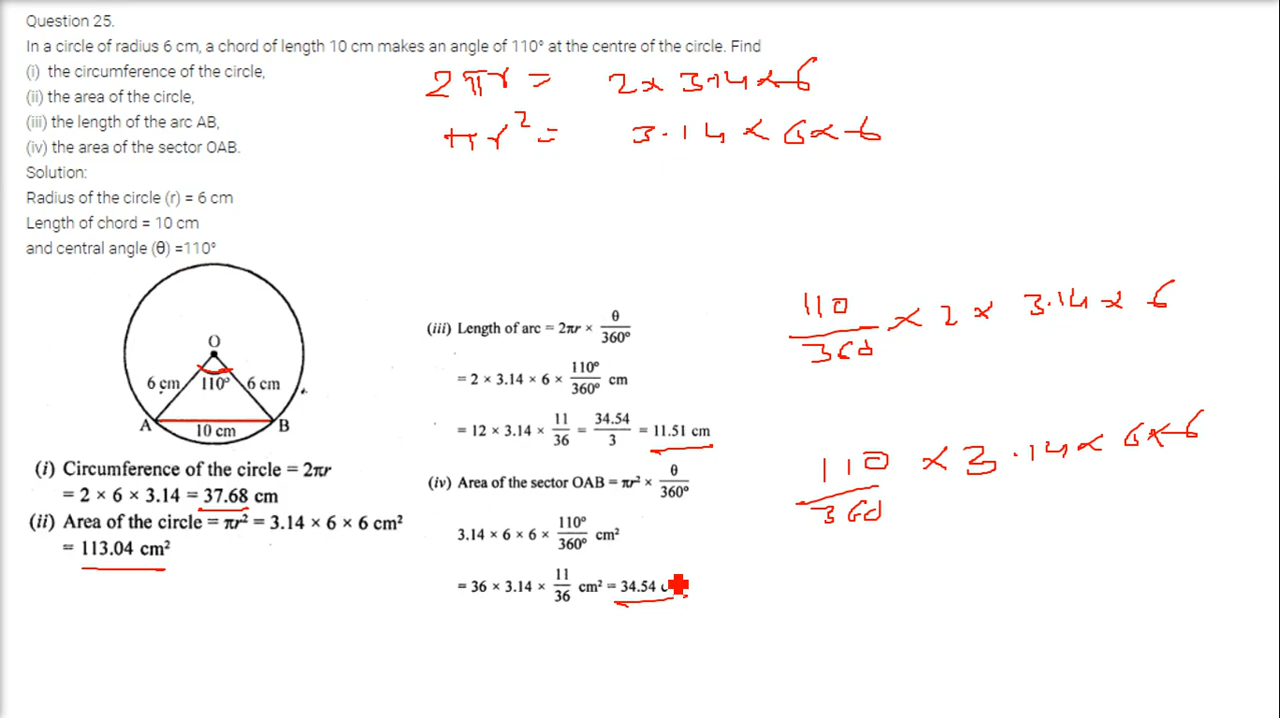 Question 25.
In a circle of radius 6 cm, a chord of length 10 cm makes an angle of 110° at the centre of the circle. Find
(i) the circumference of the circle,
(ii) the area of the circle,
(iii) the length of the arc AB,
(iv) the area of the sector OAB.
Solution:
Radius of the circle (r) = 6 cm
Length of chord = 10 cm
and central angle (θ) =110°
2πr = 2× 3.14 ×6
πr² = 3.14 × 6×6
O
6 cm 110° 6 cm
A 10 cm B
(i) Circumference of the circle = 2πr
= 2 × 6 × 3.14 = 37.68 cm
(ii) Area of the circle = πr² = 3.14 × 6 × 6 cm²
= 113.04 cm²
(iii) Length of arc = 2πr × θ/360°
= 2 × 3.14 × 6 × 110°/360° cm
= 12 × 3.14 × 11/36 = 34.54/3 = 11.51 cm
(iv) Area of the sector OAB = πr² × θ/360°
3.14 × 6 × 6 × 110°/360° cm²
= 36 × 3.14 × 11/36 cm² = 34.54
110/360 × 2 × 3.14 × 6
110/360 × 3.14 × 6×6